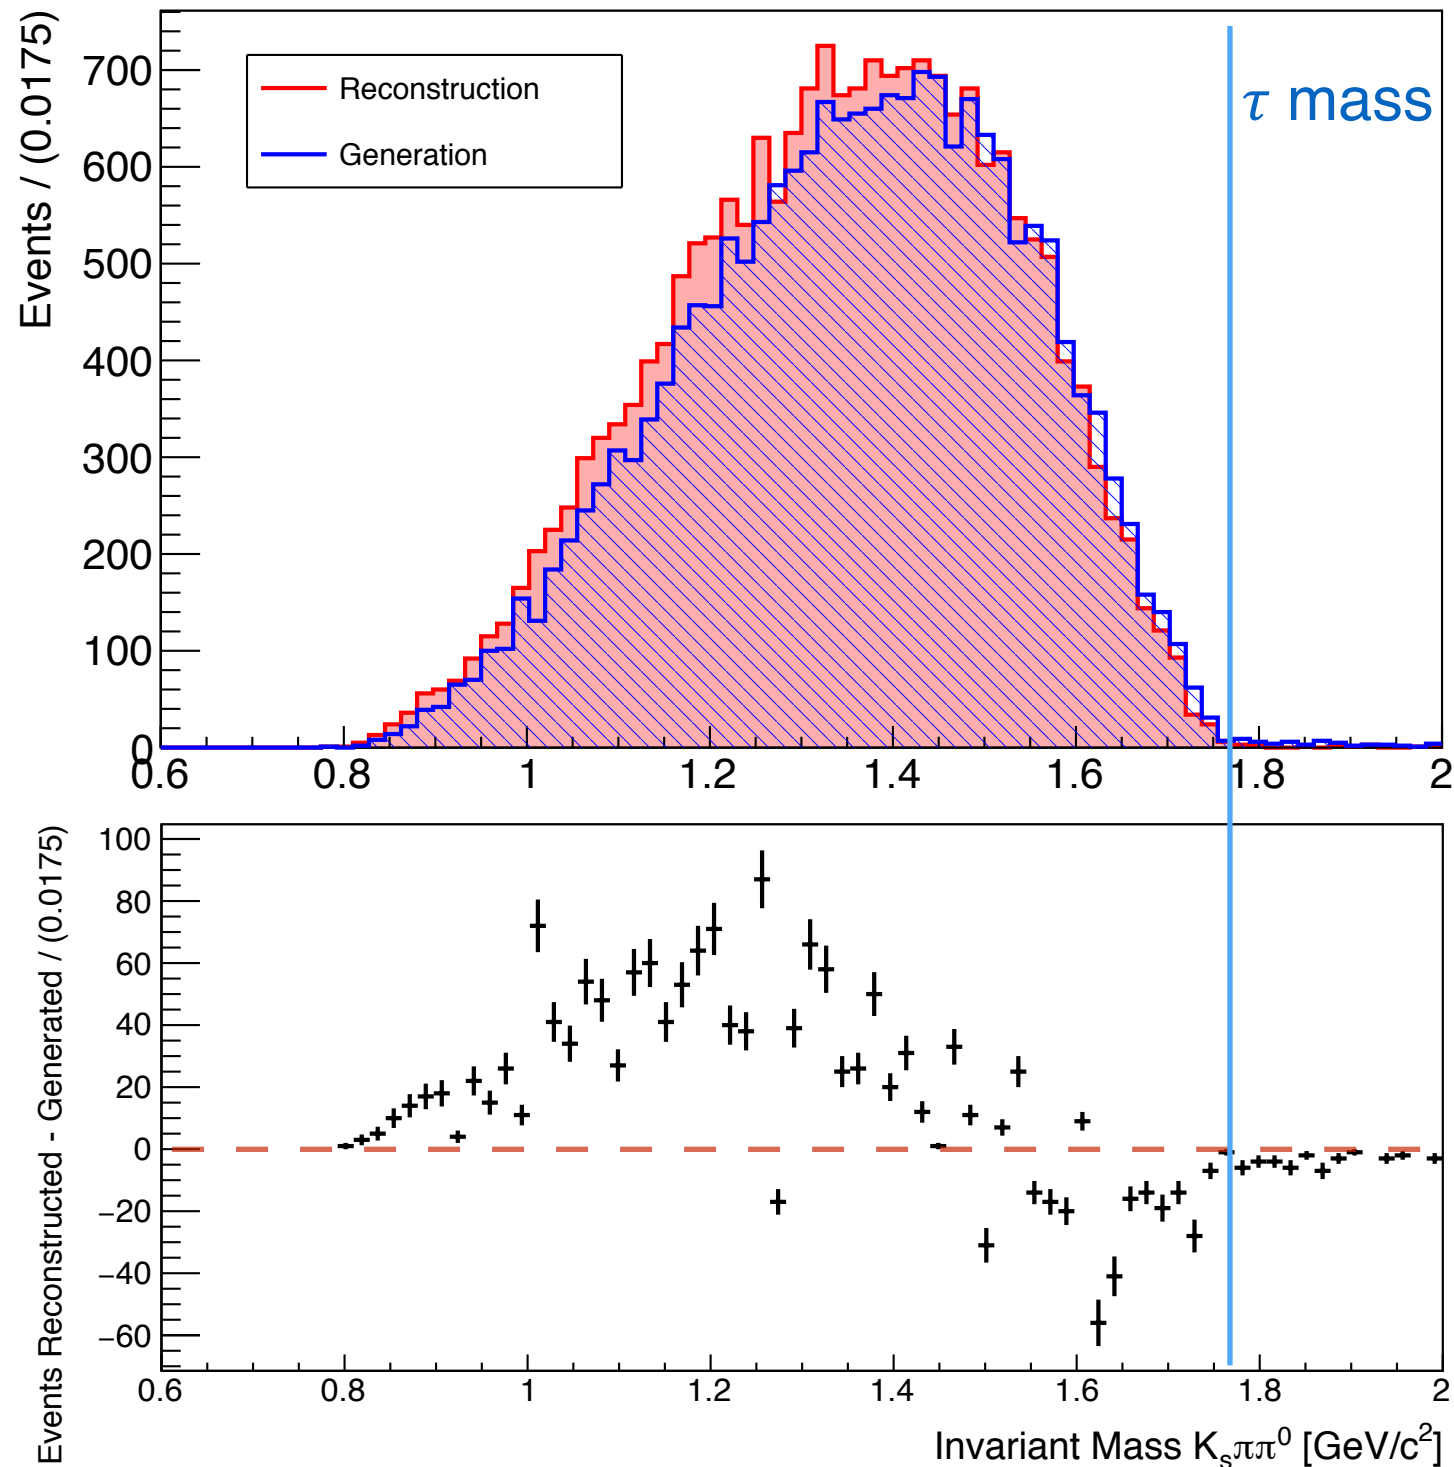 Events / (0.0175)
700
600
500
400
300
200
100
0
Reconstruction
Generation
τ mass
0.6 0.8 1 1.2 1.4 1.6 1.8 2
Events Reconstructed - Generated / (0.0175)
100
80
60
40
20
0
−20
−40
−60
0.6 0.8 1 1.2 1.4 1.6 1.8 2
Invariant Mass Ksππ⁰ [GeV/c²]